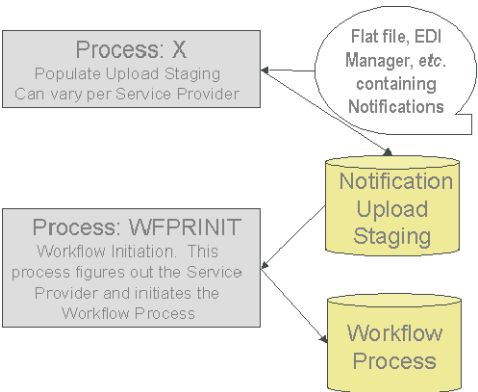 Process: X
Populate Upload Staging
Can vary per Service Provider
Flat file, EDI
Manager, etc.
containing
Notifications
Notification
Upload
Staging
Process: WFPRINIT
Workflow Initiation. This
process figures out the Service
Provider and initiates the
Workflow Process
Workflow
Process